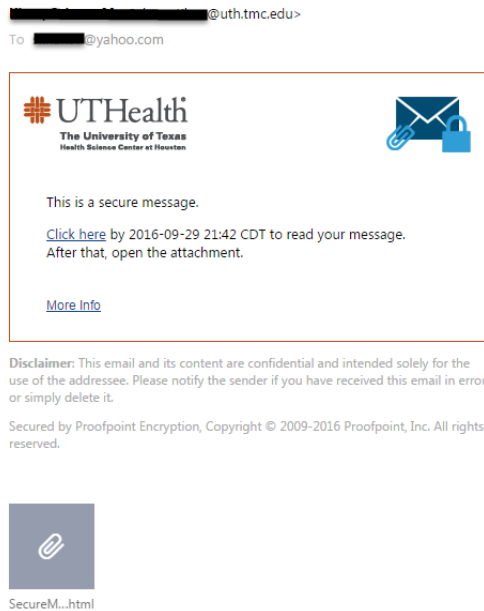 @uth.tmc.edu>
To @yahoo.com
UTHealth
The University of Texas
Health Science Center at Houston
This is a secure message.
Click here by 2016-09-29 21:42 CDT to read your message.
After that, open the attachment.
More Info
Disclaimer: This email and its content are confidential and intended solely for the
use of the addressee. Please notify the sender if you have received this email in error
or simply delete it.
Secured by Proofpoint Encryption, Copyright © 2009-2016 Proofpoint, Inc. All rights
reserved.
SecureM...html